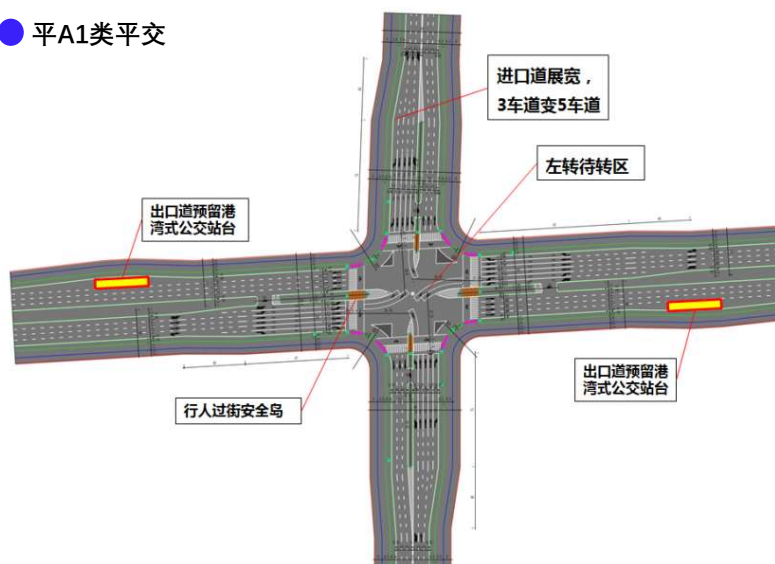 平A1类平交
进口道展宽，
3车道变5车道
左转待转区
出口道预留港
湾式公交站台
出口道预留港
湾式公交站台
行人过街安全岛